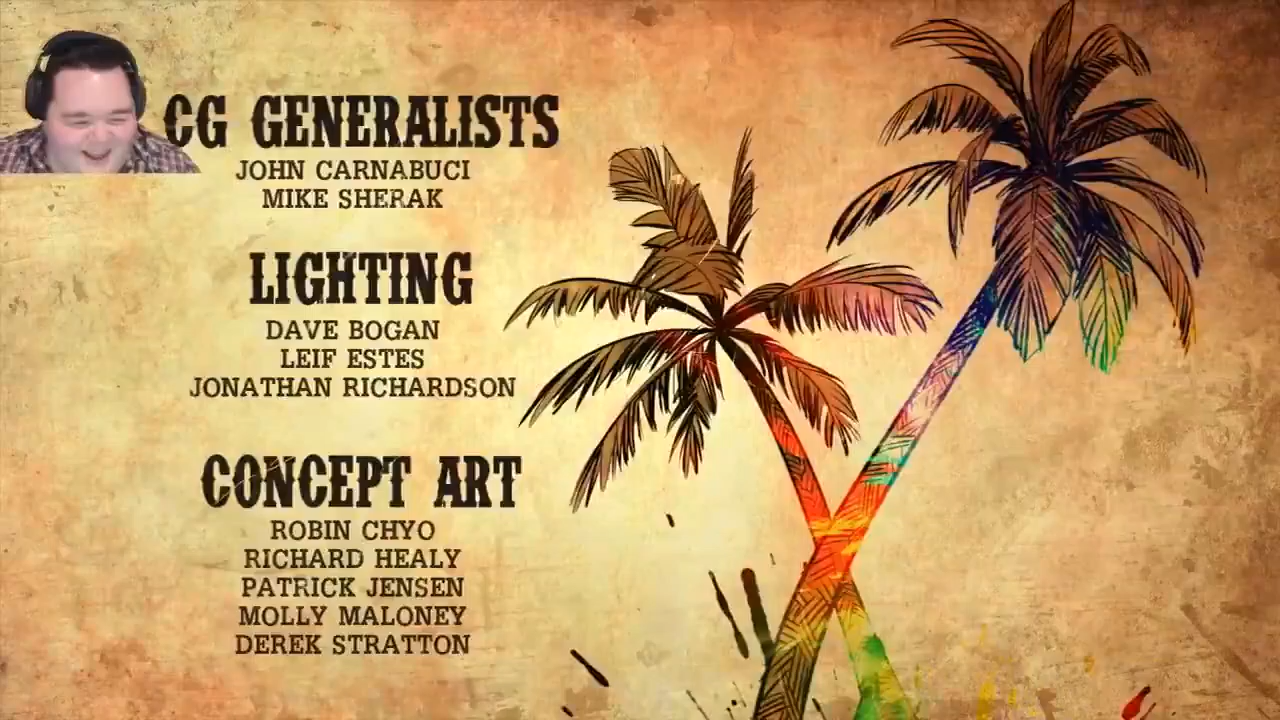 CG GENERALISTS
JOHN CARNABUCI
MIKE SHERAK
LIGHTING
DAVE BOGAN
LEIF ESTES
JONATHAN RICHARDSON
CONCEPT ART
ROBIN CHYO
RICHARD HEALY
PATRICK JENSEN
MOLLY MALONEY
DEREK STRATTON